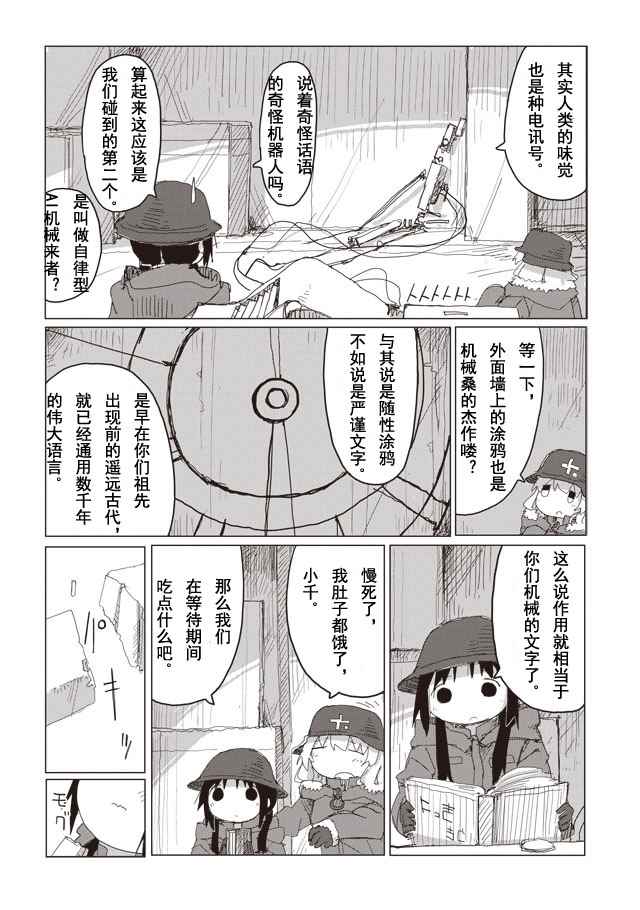 其实人类的味觉
也是种电讯号。
说着奇怪话语
的奇怪机器人吗。
算起来这应该是
我们碰到的第二个。
是叫做自律型
AI机械来者？
等一下，
外面墙上的涂鸦也是
机械桑的杰作喽？
与其说是随性涂鸦
不如说是严谨文字。
是早在你们祖先
出现前的遥远古代，
就已经通用数千年
的伟大语言。
这么说作用就相当于
你们机械的文字了。
慢死了，
我肚子都饿了，
小千。
那么我们
在等待期间
吃点什么吧。
モグ